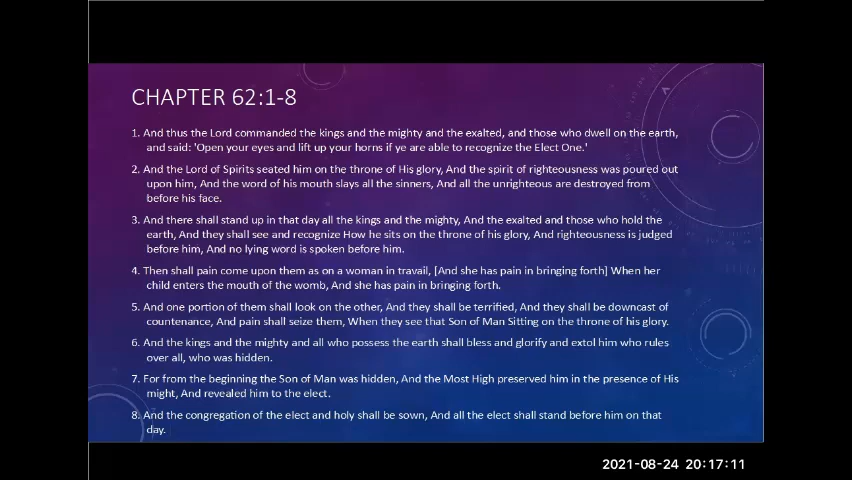 CHAPTER 62:1-8
1. And thus the Lord commanded the kings and the mighty and the exalted, and those who dwell on the earth,
and said: 'Open your eyes and lift up your horns if ye are able to recognize the Elect One.'
2. And the Lord of Spirits seated him on the throne of His glory, And the spirit of righteousness was poured out
upon him, And the word of his mouth slays all the sinners, And all the unrighteous are destroyed from
before his face.
3. And there shall stand up in that day all the kings and the mighty, And the exalted and those who hold the
earth, And they shall see and recognize How he sits on the throne of his glory, And righteousness is judged
before him, And no lying word is spoken before him.
4. Then shall pain come upon them as on a woman in travail, [And she has pain in bringing forth] When her
child enters the mouth of the womb, And she has pain in bringing forth.
5. And one portion of them shall look on the other, And they shall be terrified, And they shall be downcast of
countenance, And pain shall seize them, When they see that Son of Man Sitting on the throne of his glory.
6. And the kings and the mighty and all who possess the earth shall bless and glorify and extol him who rules
over all, who was hidden.
7. For from the beginning the Son of Man was hidden, And the Most High preserved him in the presence of His
might, And revealed him to the elect.
8. And the congregation of the elect and holy shall be sown, And all the elect shall stand before him on that
day.
2021-08-24 20:17:11